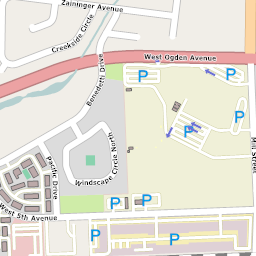 Zaininger Avenue
Creekside Circle
West Ogden Avenue
P
P
Benedetti Drive
P
P
Mill Street
Pacific Drive
Windscape Circle North
P
P
West 5th Avenue
P
P
P